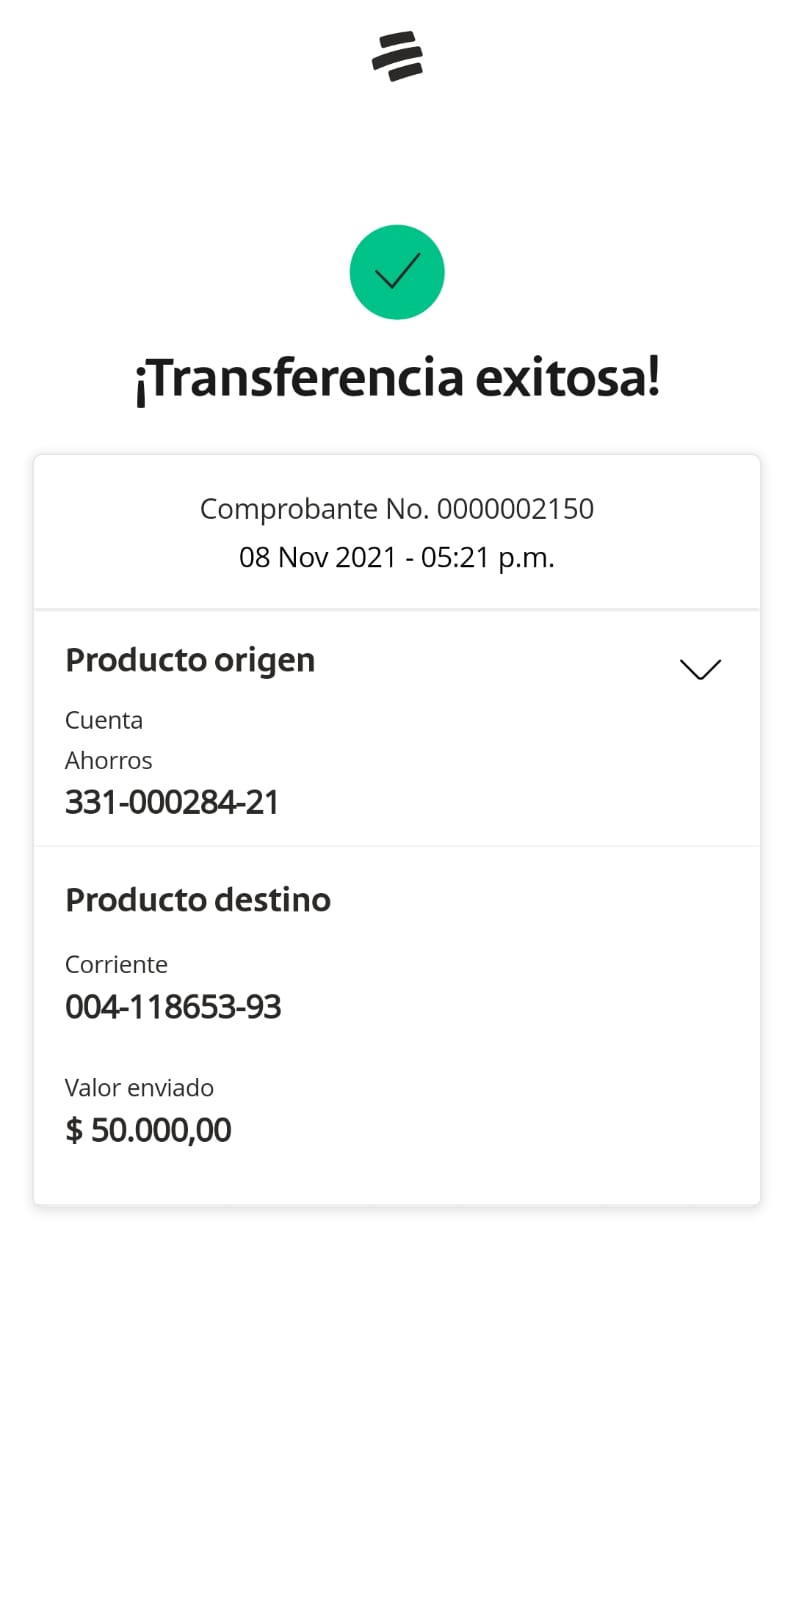 ¡Transferencia exitosa!
Comprobante No. 0000002150
08 Nov 2021 - 05:21 p.m.
Producto origen
Cuenta
Ahorros
331-000284-21
Producto destino
Corriente
004-118653-93
Valor enviado
$ 50.000,00